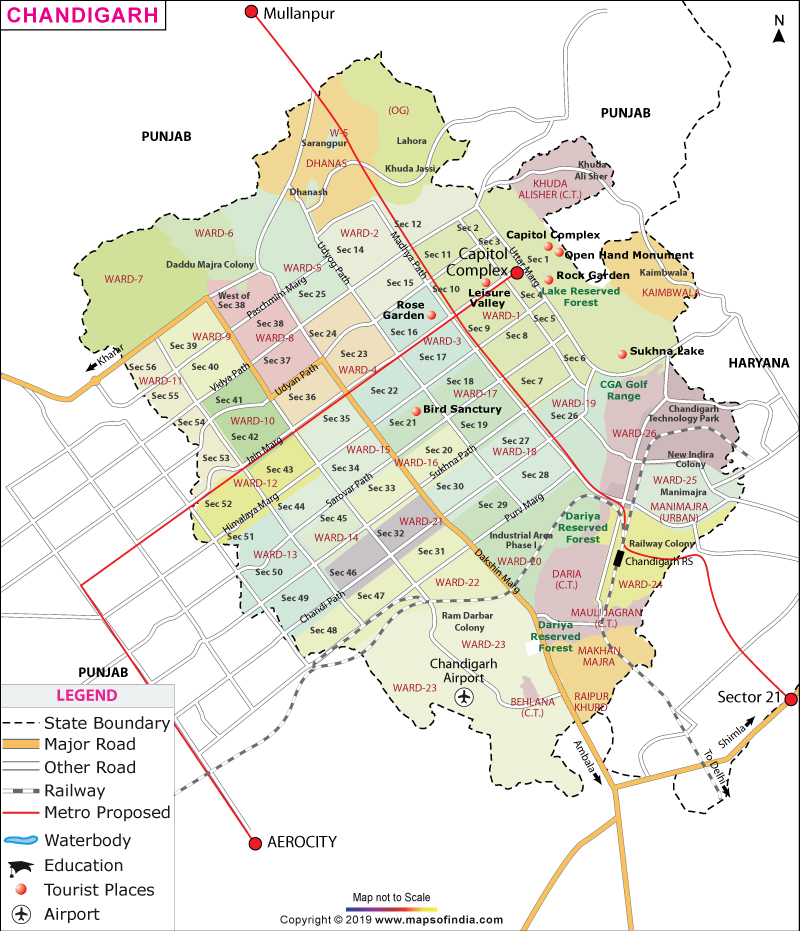 CHANDIGARH
Mullanpur
N
PUNJAB
PUNJAB
(OG)
W-5
Sarangpur
Lahora
DHANAS
Khuda Jassi
Dhanash
Khuda
Ali Sher
KHUDA
ALISHER (C.T.)
WARD-6
WARD-2
Sec 12
Sec 2
Sec 14
Sec 3
Udyog Path
Madhya Path
Uttar Marg
Capitol Complex
Open Hand Monument
Sec 1
Sec 11
Capitol
Complex
Daddu Majra Colony
WARD-5
WARD-7
Kaimbwala
KAIMBWALA
Rock Garden
Lake Reserved
Forest
Paschimi Marg
Sec 25
Sec 15
Sec 10
Leisure
Valley
Sec 4
West of
Sec 38
Rose
Garden
WARD-1
Sec 5
Sec 38
WARD-8
Sec 24
Sec 16
Sec 9
Sec 8
WARD-9
Sec 39
WARD-3
Sec 17
Sec 6
Sukhna Lake
Kharar
Sec 37
Sec 23
WARD-4
HARYANA
Sec 56
WARD-11
Sec 55
Sec 40
Vidya Path
Udyan Path
Sec 18
WARD-17
Sec 7
CGA Golf
Range
Sec 41
Sec 36
Sec 22
Bird Sanctury
WARD-19
Sec 26
Chandigarh
Technology Park
Sec 54
WARD-10
Sec 42
Sec 35
Sec 21
Sec 19
WARD-26
Jain Marg
Sec 53
WARD-15
Sec 20
Sukhna Path
Sec 27
WARD-18
New Indira
Colony
Sec 43
WARD-12
Sec 34
WARD-16
Sec 28
WARD-25
Manimajra
Sarovar Path
Sec 33
Sec 30
MANIMAJRA
(URBAN)
Sec 52
Himalaya Marg
Sec 44
Sec 29
Purv Marg
Sec 45
WARD-21
Dariya
Reserved
Forest
Sec 51
WARD-14
Sec 32
Industrial Area
Phase I
Railway Colony
WARD-13
Sec 31
Dakshin Marg
WARD-20
Chandigarh RS
Sec 50
Sec 46
DARIA
(C.T.)
WARD-24
WARD-22
Sec 49
Chandi Path
Sec 47
Ram Darbar
Colony
MAULI JAGRAN
(C.T.)
Sec 48
WARD-23
Dariya
Reserved
Forest
MAKHAN
MAJRA
PUNJAB
Chandigarh
Airport
WARD-23
BEHLANA
(C.T.)
RAIPUR
KHURD
Sector 21
Ambala
Shimla
To Delhi
LEGEND
State Boundary
Major Road
Other Road
Railway
Metro Proposed
Waterbody
Education
Tourist Places
Airport
AEROCITY
Map not to Scale
Copyright © 2019 www.mapsofindia.com